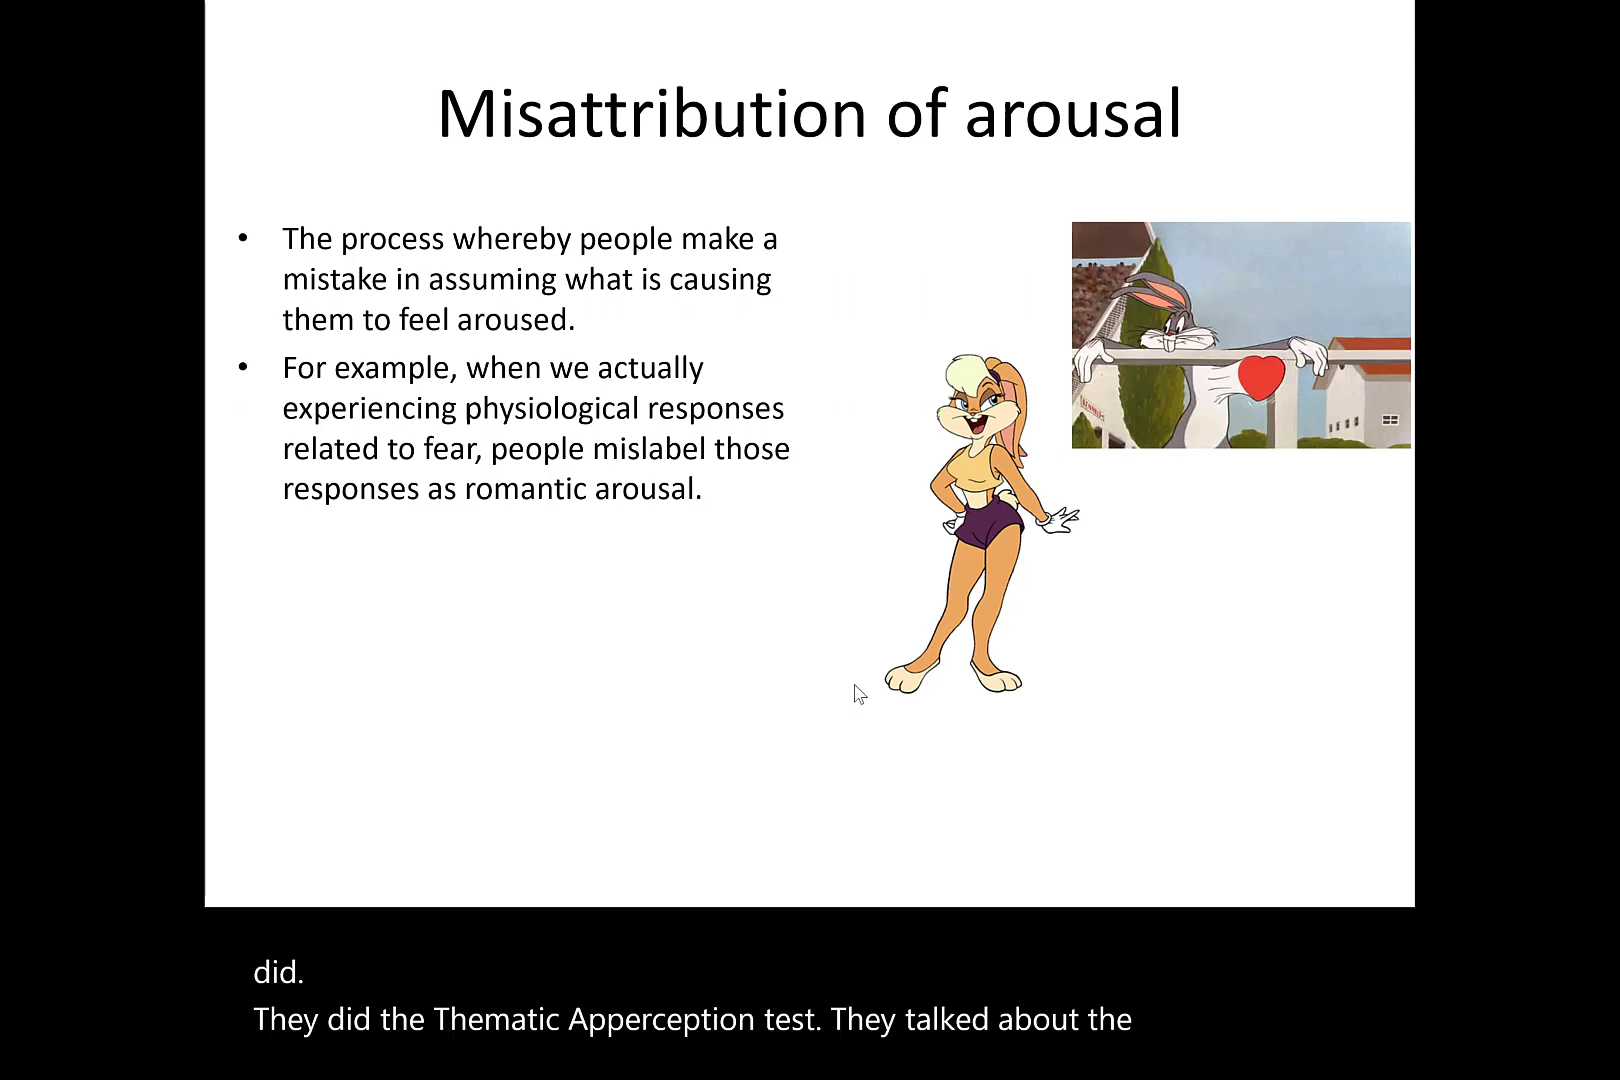 Misattribution of arousal
• The process whereby people make a
mistake in assuming what is causing
them to feel aroused.
• For example, when we actually
experiencing physiological responses
related to fear, people mislabel those
responses as romantic arousal.
did.
They did the Thematic Apperception test. They talked about the